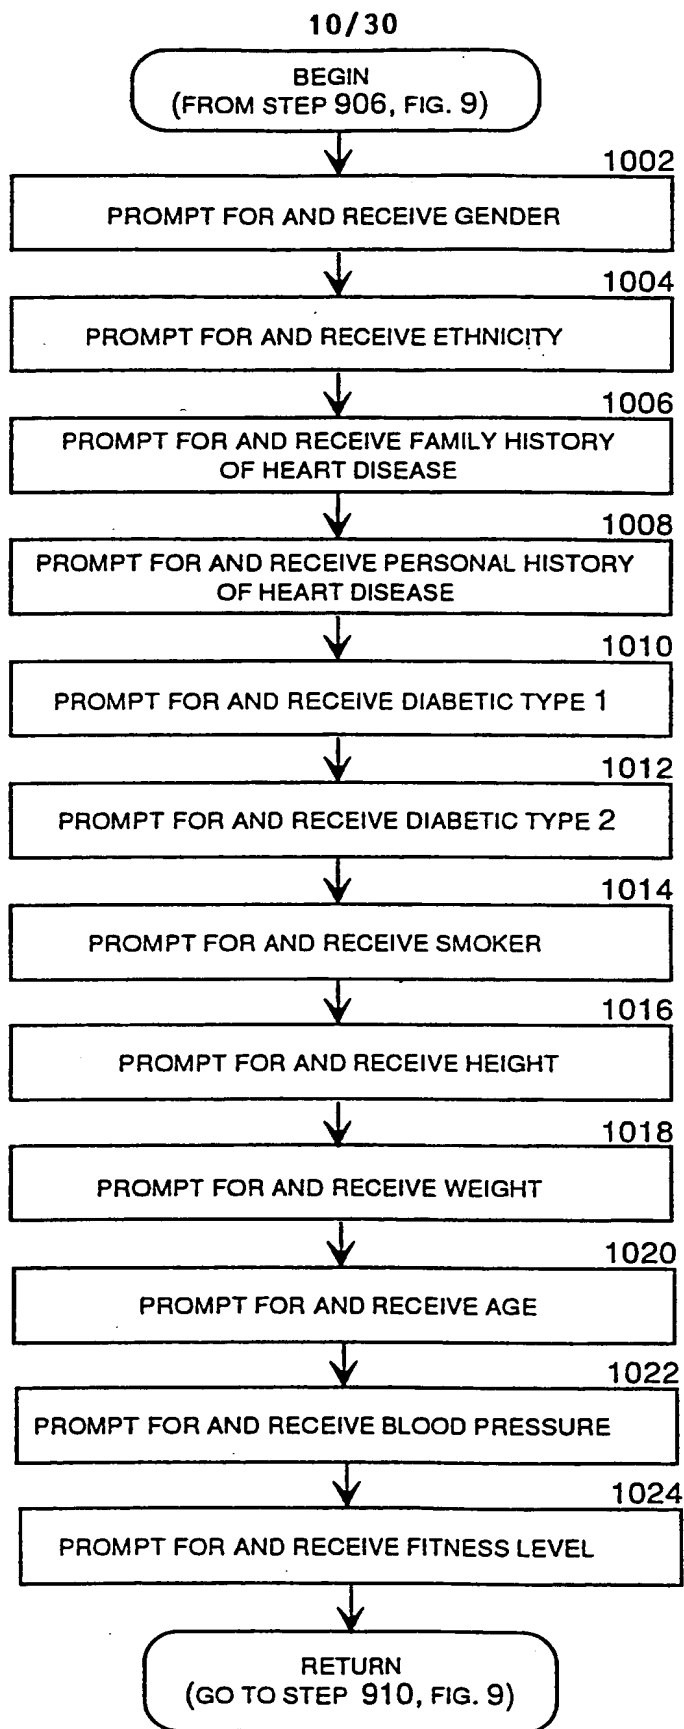 10/30
BEGIN
(FROM STEP 906, FIG. 9)
1002
PROMPT FOR AND RECEIVE GENDER
1004
PROMPT FOR AND RECEIVE ETHNICITY
1006
PROMPT FOR AND RECEIVE FAMILY HISTORY
OF HEART DISEASE
1008
PROMPT FOR AND RECEIVE PERSONAL HISTORY
OF HEART DISEASE
1010
PROMPT FOR AND RECEIVE DIABETIC TYPE 1
1012
PROMPT FOR AND RECEIVE DIABETIC TYPE 2
1014
PROMPT FOR AND RECEIVE SMOKER
1016
PROMPT FOR AND RECEIVE HEIGHT
1018
PROMPT FOR AND RECEIVE WEIGHT
1020
PROMPT FOR AND RECEIVE AGE
1022
PROMPT FOR AND RECEIVE BLOOD PRESSURE
1024
PROMPT FOR AND RECEIVE FITNESS LEVEL
RETURN
(GO TO STEP 910, FIG. 9)